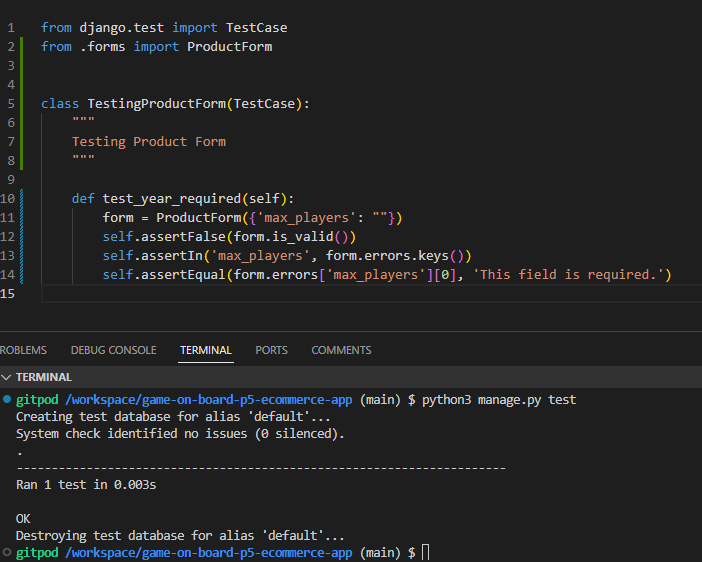 1 from django.test import TestCase
2 from .forms import ProductForm
3
4
5 class TestingProductForm(TestCase):
6 """
7 Testing Product Form
8 """
9
10 def test_year_required(self):
11 form = ProductForm({'max_players': ""})
12 self.assertFalse(form.is_valid())
13 self.assertIn('max_players', form.errors.keys())
14 self.assertEqual(form.errors['max_players'][0], 'This field is required.')
15
ROBLEMS DEBUG CONSOLE TERMINAL PORTS COMMENTS
TERMINAL
gitpod /workspace/game-on-board-p5-ecommerce-app (main) $ python3 manage.py test
Creating test database for alias 'default'...
System check identified no issues (0 silenced).
.
----------------------------------------------------------------------
Ran 1 test in 0.003s
OK
Destroying test database for alias 'default'...
gitpod /workspace/game-on-board-p5-ecommerce-app (main) $